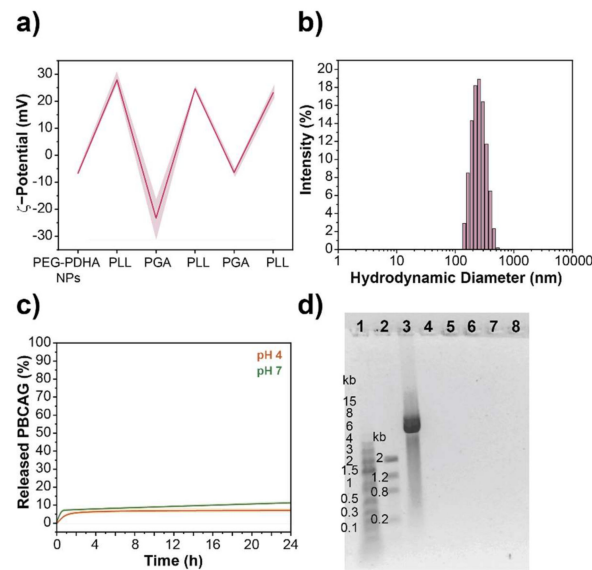 a)
ζ-Potential (mV)
30
20
10
0
-10
-20
-30
PEG-PDHA PLL PGA PLL PGA PLL
NPs
b)
Intensity (%)
20
18
16
14
12
10
8
6
4
2
0
1 10 100 1000 10000
Hydrodynamic Diameter (nm)
c)
Released PBCAG (%)
100
90
80
70
60
50
40
30
20
10
0
pH 4
pH 7
0 4 8 12 16 20 24
Time (h)
d)
1 2 3 4 5 6 7 8
kb
15
8
6
4
3
2
1.5
1
0.5
0.3
0.1
kb
2
1.2
0.8
0.2